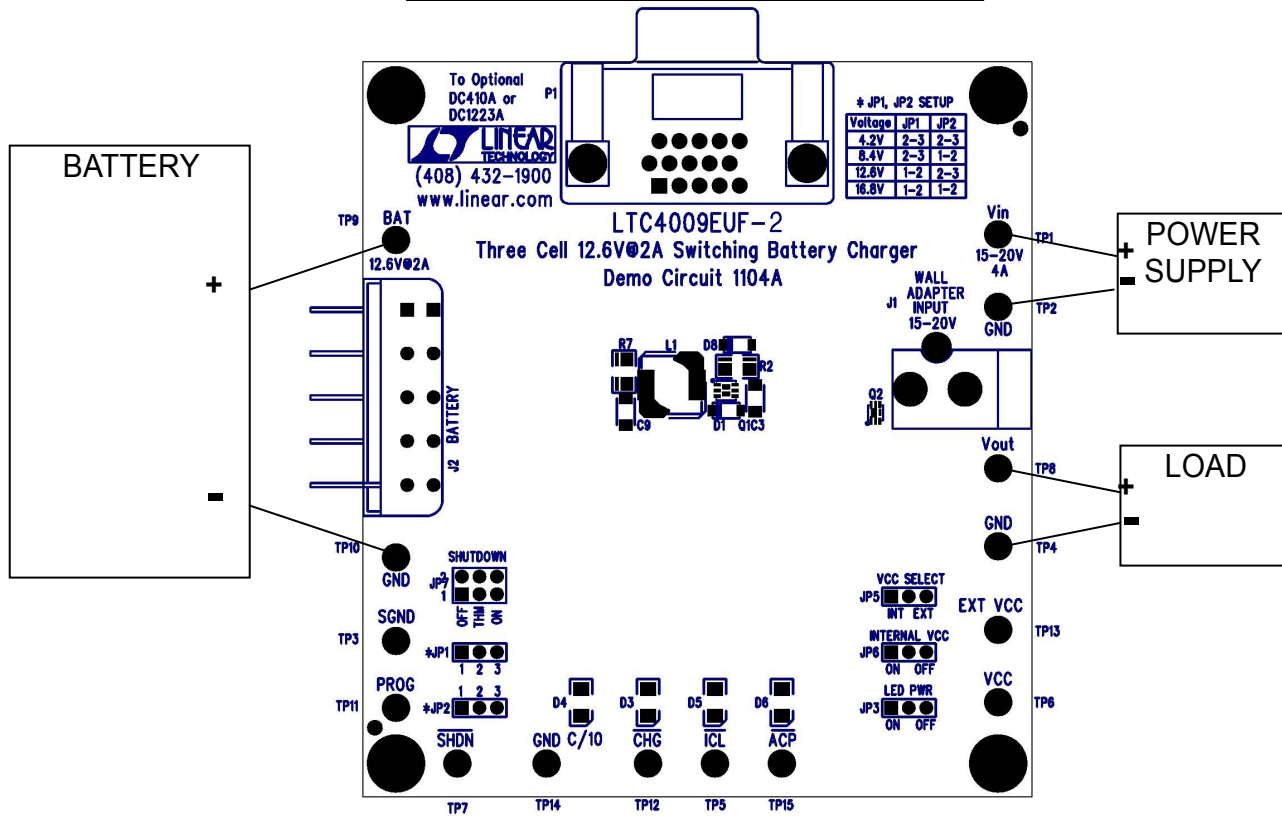 To Optional
DC410A or
DC1223A
P1
LINEAR
TECHNOLOGY
(408) 432-1900
www.linear.com
* JP1, JP2 SETUP
Voltage JP1 JP2
4.2V 2-3 2-3
8.4V 2-3 1-2
12.6V 1-2 2-3
16.8V 1-2 1-2
BATTERY
+
-
TP9
BAT
12.6V@2A
LTC4009EUF-2
Three Cell 12.6V@2A Switching Battery Charger
Demo Circuit 1104A
Vin
TP1
15-20V
4A
POWER
SUPPLY
+
-
J1
WALL
ADAPTER
INPUT
15-20V
TP2
GND
R7
L1
D8
R2
C9
D1
Q1
C3
Q2
BATTERY
J2
Vout
TP8
LOAD
+
-
GND
TP4
TP10
GND
SHUTDOWN
JP7
2
1
OFF THM ON
VCC SELECT
JP5
INT EXT
EXT VCC
TP13
SGND
TP3
*JP1
1 2 3
INTERNAL VCC
JP6
ON OFF
PROG
TP11
1 2 3
*JP2
D4
D3
D5
D6
LED PWR
JP3
ON OFF
VCC
TP6
SHDN
GND
C/10
CHG
ICL
ACP
TP7
TP14
TP12
TP5
TP15